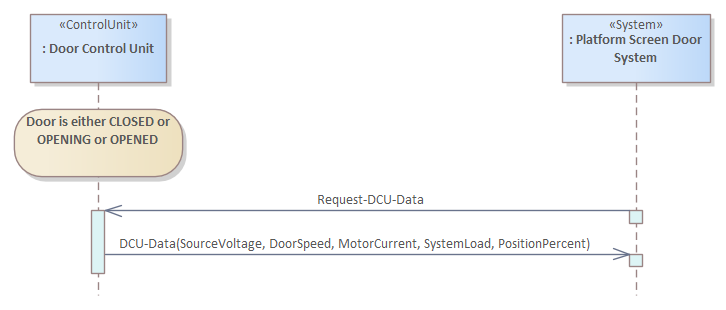 «ControlUnit»
: Door Control Unit
«System»
: Platform Screen Door
System
Door is either CLOSED or
OPENING or OPENED
Request-DCU-Data
DCU-Data(SourceVoltage, DoorSpeed, MotorCurrent, SystemLoad, PositionPercent)